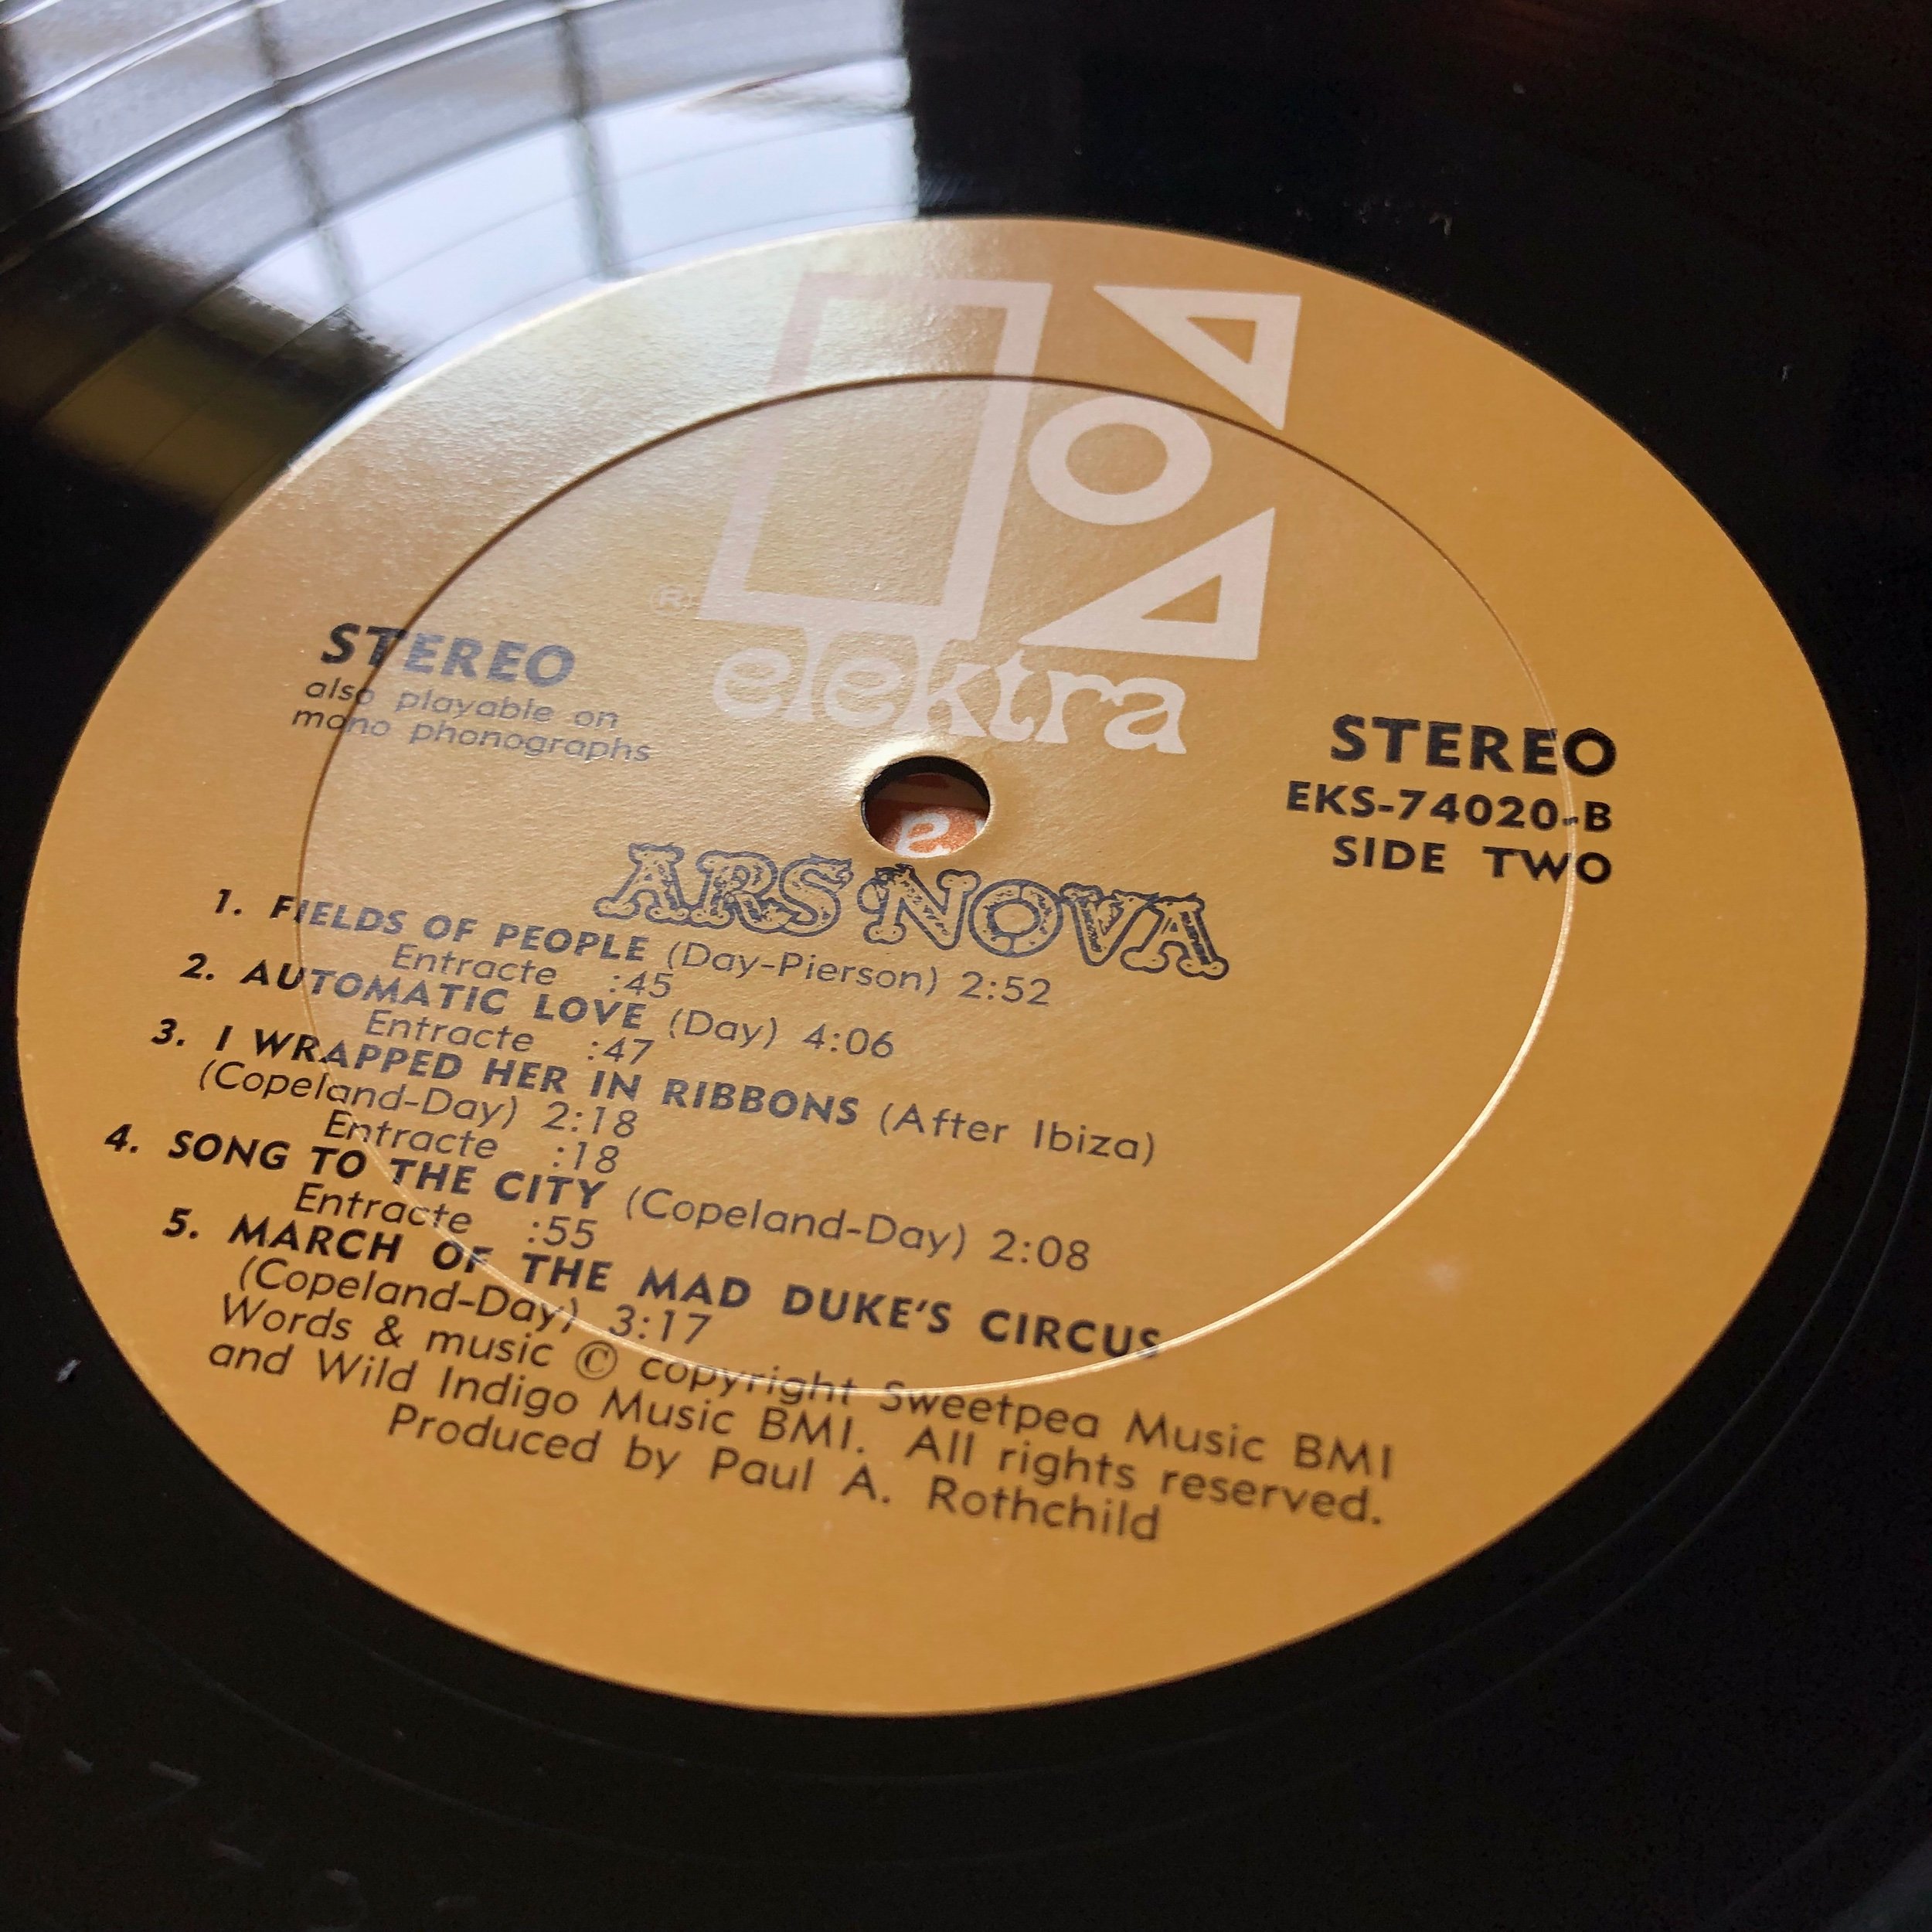 ®
elektra
STEREO
also playable on
mono phonographs
STEREO
EKS-74020-B
SIDE TWO
ARS NOVA
1. FIELDS OF PEOPLE (Day-Pierson) 2:52
Entracte :45
2. AUTOMATIC LOVE (Day) 4:06
Entracte :47
3. I WRAPPED HER IN RIBBONS (After Ibiza)
(Copeland-Day) 2:18
Entracte :18
4. SONG TO THE CITY (Copeland-Day) 2:08
Entracte :55
5. MARCH OF THE MAD DUKE'S CIRCUS
(Copeland-Day) 3:17
Words & music © copyright Sweetpea Music BMI
and Wild Indigo Music BMI. All rights reserved.
Produced by Paul A. Rothchild